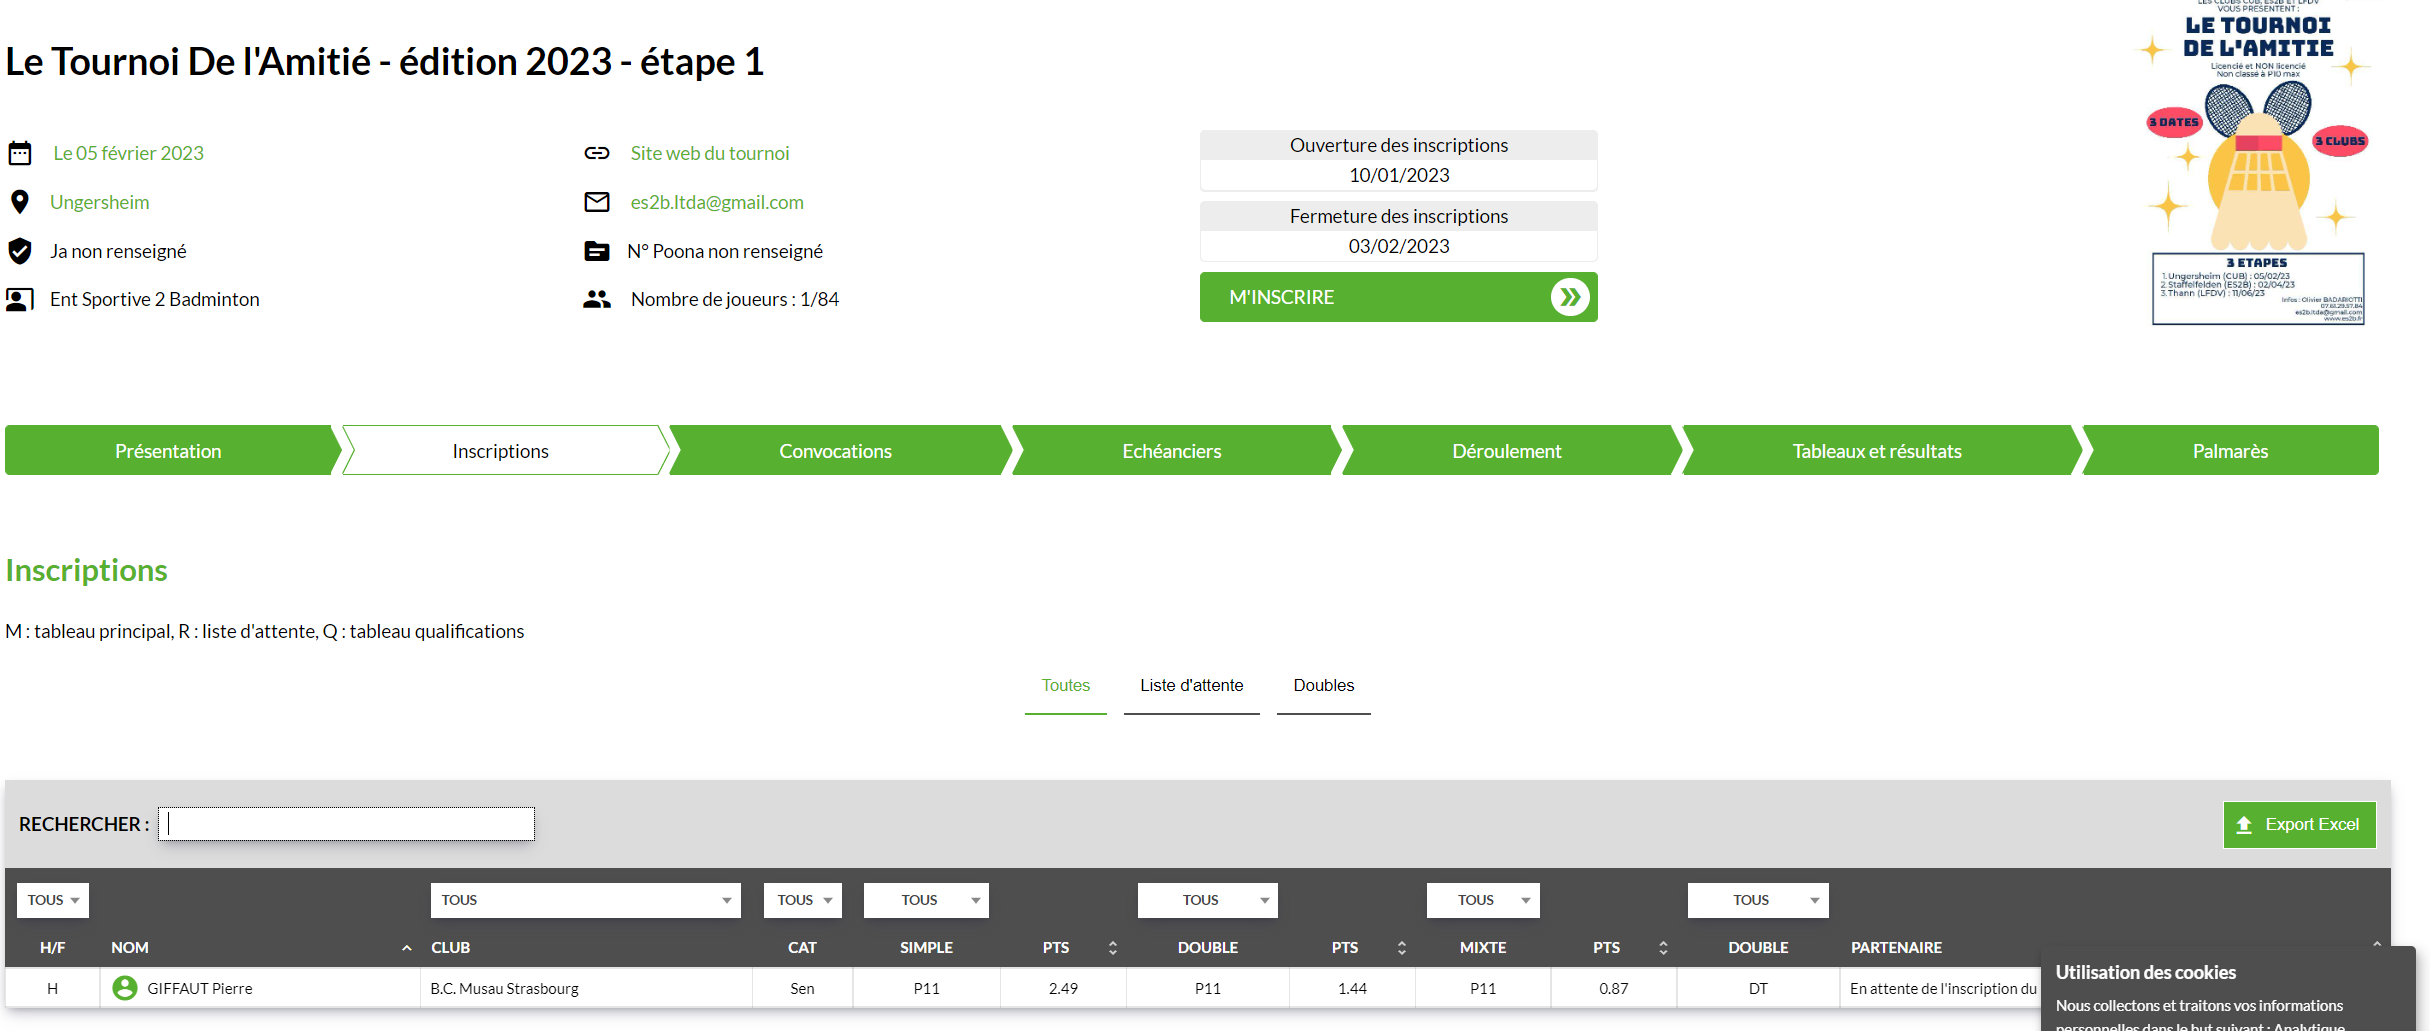 LES CLUBS CUB, ES2B ET LFDV
VOUS PRESENTENT :
LE TOURNOI
DE L'AMITIE
Licencié et NON licencié
Non classé à P10 max
3 DATES
3 CLUBS
3 ETAPES
1. Ungersheim (CUB) : 05/02/23
2. Staffelfelden (ES2B) : 02/04/23
3. Thann (LFDV) : 11/06/23
Infos : Olivier BADARIOTTI
07.81.29.57.84
es2b.ltda@gmail.com
www.es2b.fr
Le Tournoi De l'Amitié - édition 2023 - étape 1
Le 05 février 2023
Site web du tournoi
Ouverture des inscriptions
10/01/2023
Ungersheim
es2b.ltda@gmail.com
Fermeture des inscriptions
03/02/2023
Ja non renseigné
N° Poona non renseigné
Ent Sportive 2 Badminton
Nombre de joueurs : 1/84
M'INSCRIRE
Présentation
Inscriptions
Convocations
Echéanciers
Déroulement
Tableaux et résultats
Palmarès
Inscriptions
M : tableau principal, R : liste d'attente, Q : tableau qualifications
Toutes
Liste d'attente
Doubles
RECHERCHER :
Export Excel
TOUS TOUS TOUS TOUS TOUS TOUS TOUS
H/F NOM CLUB CAT SIMPLE PTS DOUBLE PTS MIXTE PTS DOUBLE PARTENAIRE
H GIFFAUT Pierre B.C. Musau Strasbourg Sen P11 2.49 P11 1.44 P11 0.87 DT En attente de l'inscription du
Utilisation des cookies
Nous collectons et traitons vos informations
personnelles dans le but suivant : Analytique